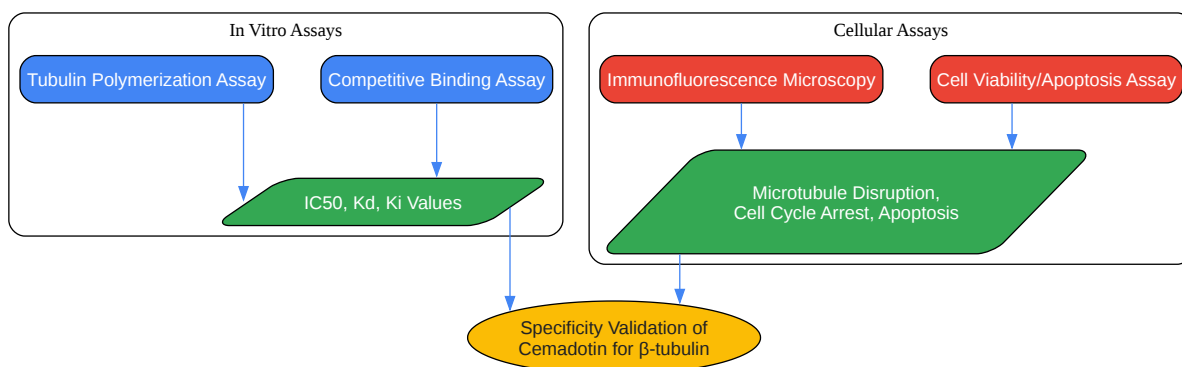 In Vitro Assays
Tubulin Polymerization Assay
Competitive Binding Assay
IC50, Kd, Ki Values
Cellular Assays
Immunofluorescence Microscopy
Cell Viability/Apoptosis Assay
Microtubule Disruption,
Cell Cycle Arrest, Apoptosis
Specificity Validation of
Cemadotin for β-tubulin